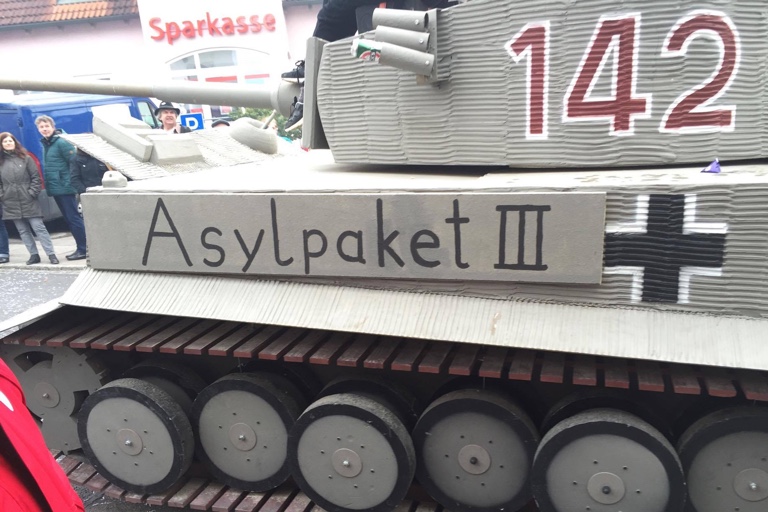 Sparkasse
142
Asylpaket III
P